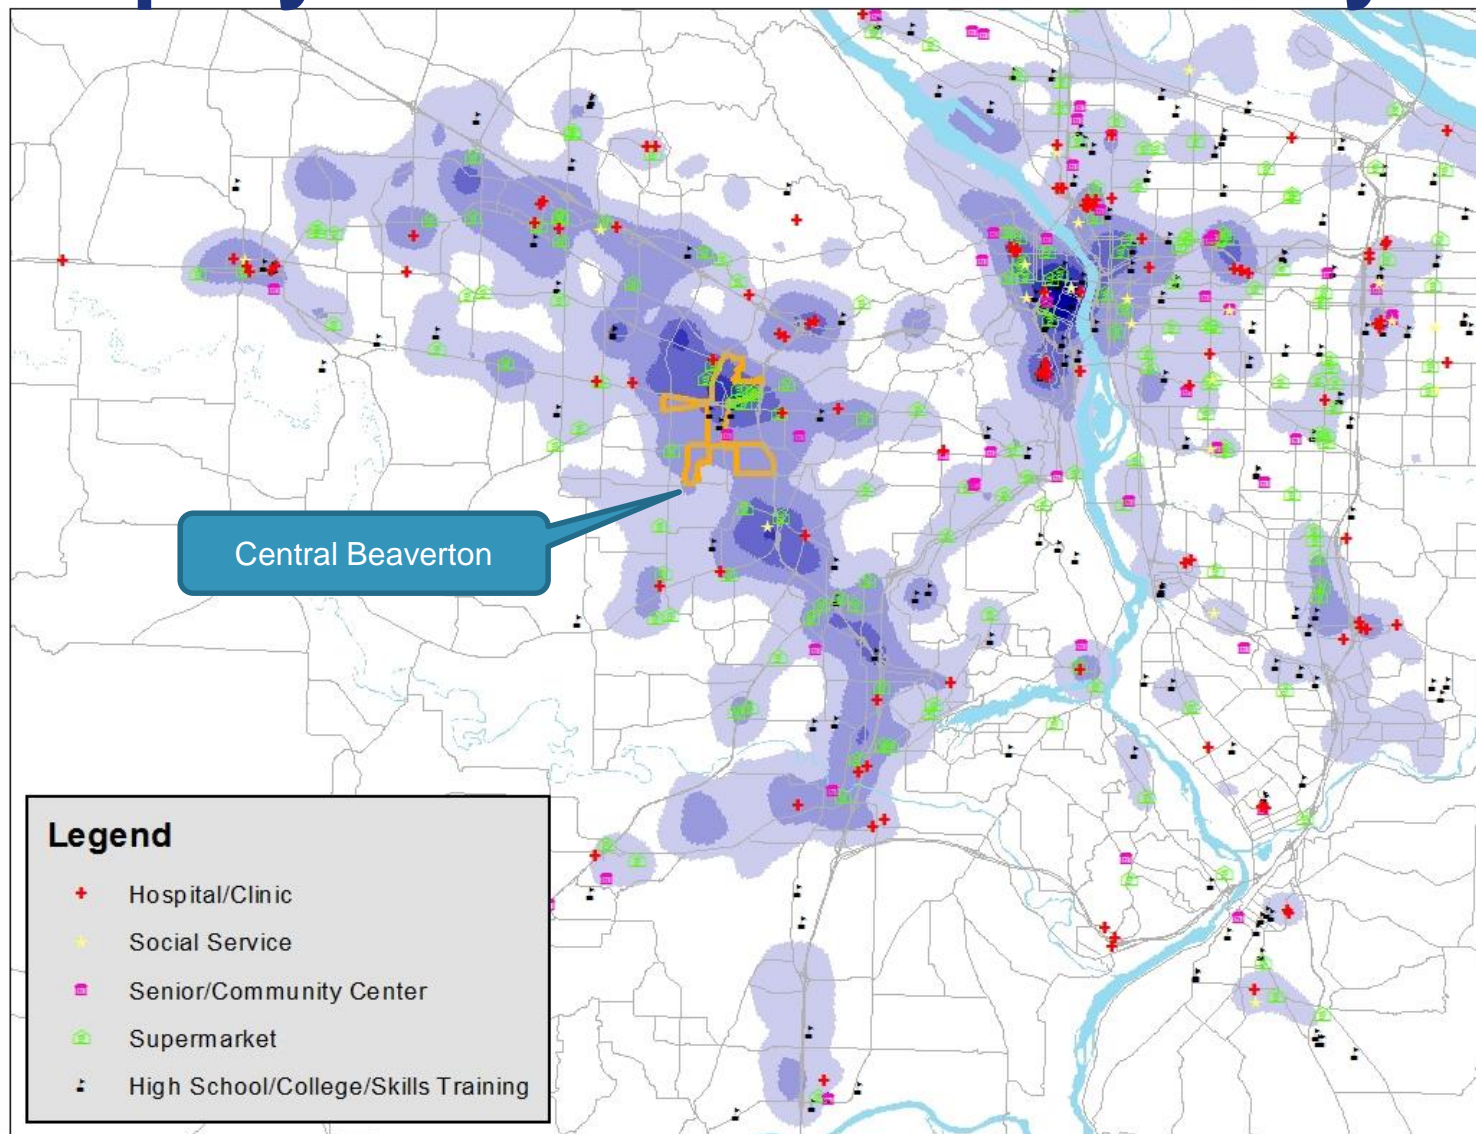 Central Beaverton
Legend
Hospital/Clinic
Social Service
Senior/Community Center
Supermarket
High School/College/Skills Training